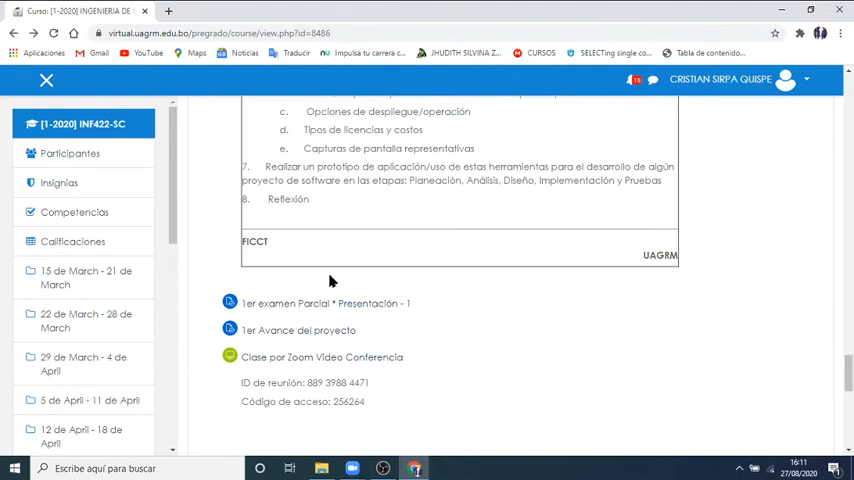 Curso: [1-2020] INGENIERIA DE S
virtual.uagrm.edu.bo/pregrado/course/view.php?id=8486
Aplicaciones
Gmail
YouTube
Maps
Noticias
Traducir
Impulsa tu carrera c...
JHUDITH SILVINA Z...
CURSOS
SELECTing single co...
Tabla de contenido...
15
CRISTIAN SIRPA QUISPE
[1-2020] INF422-SC
Participantes
Insignias
Competencias
Calificaciones
15 de March - 21 de
March
22 de March - 28 de
March
29 de March - 4 de
April
5 de April - 11 de April
12 de April - 18 de
April
c. Opciones de despliegue/operación
d. Tipos de licencias y costos
e. Capturas de pantalla representativas
7. Realizar un prototipo de aplicación/uso de estas herramientas para el desarrollo de algún
proyecto de software en las etapas: Planeación, Análisis, Diseño, Implementación y Pruebas
8. Reflexión
FICCT
UAGRM
1er examen Parcial * Presentación - 1
1er Avance del proyecto
Clase por Zoom Video Conferencia
ID de reunión: 889 3988 4471
Código de acceso: 256264
Escribe aquí para buscar
16:11
27/08/2020